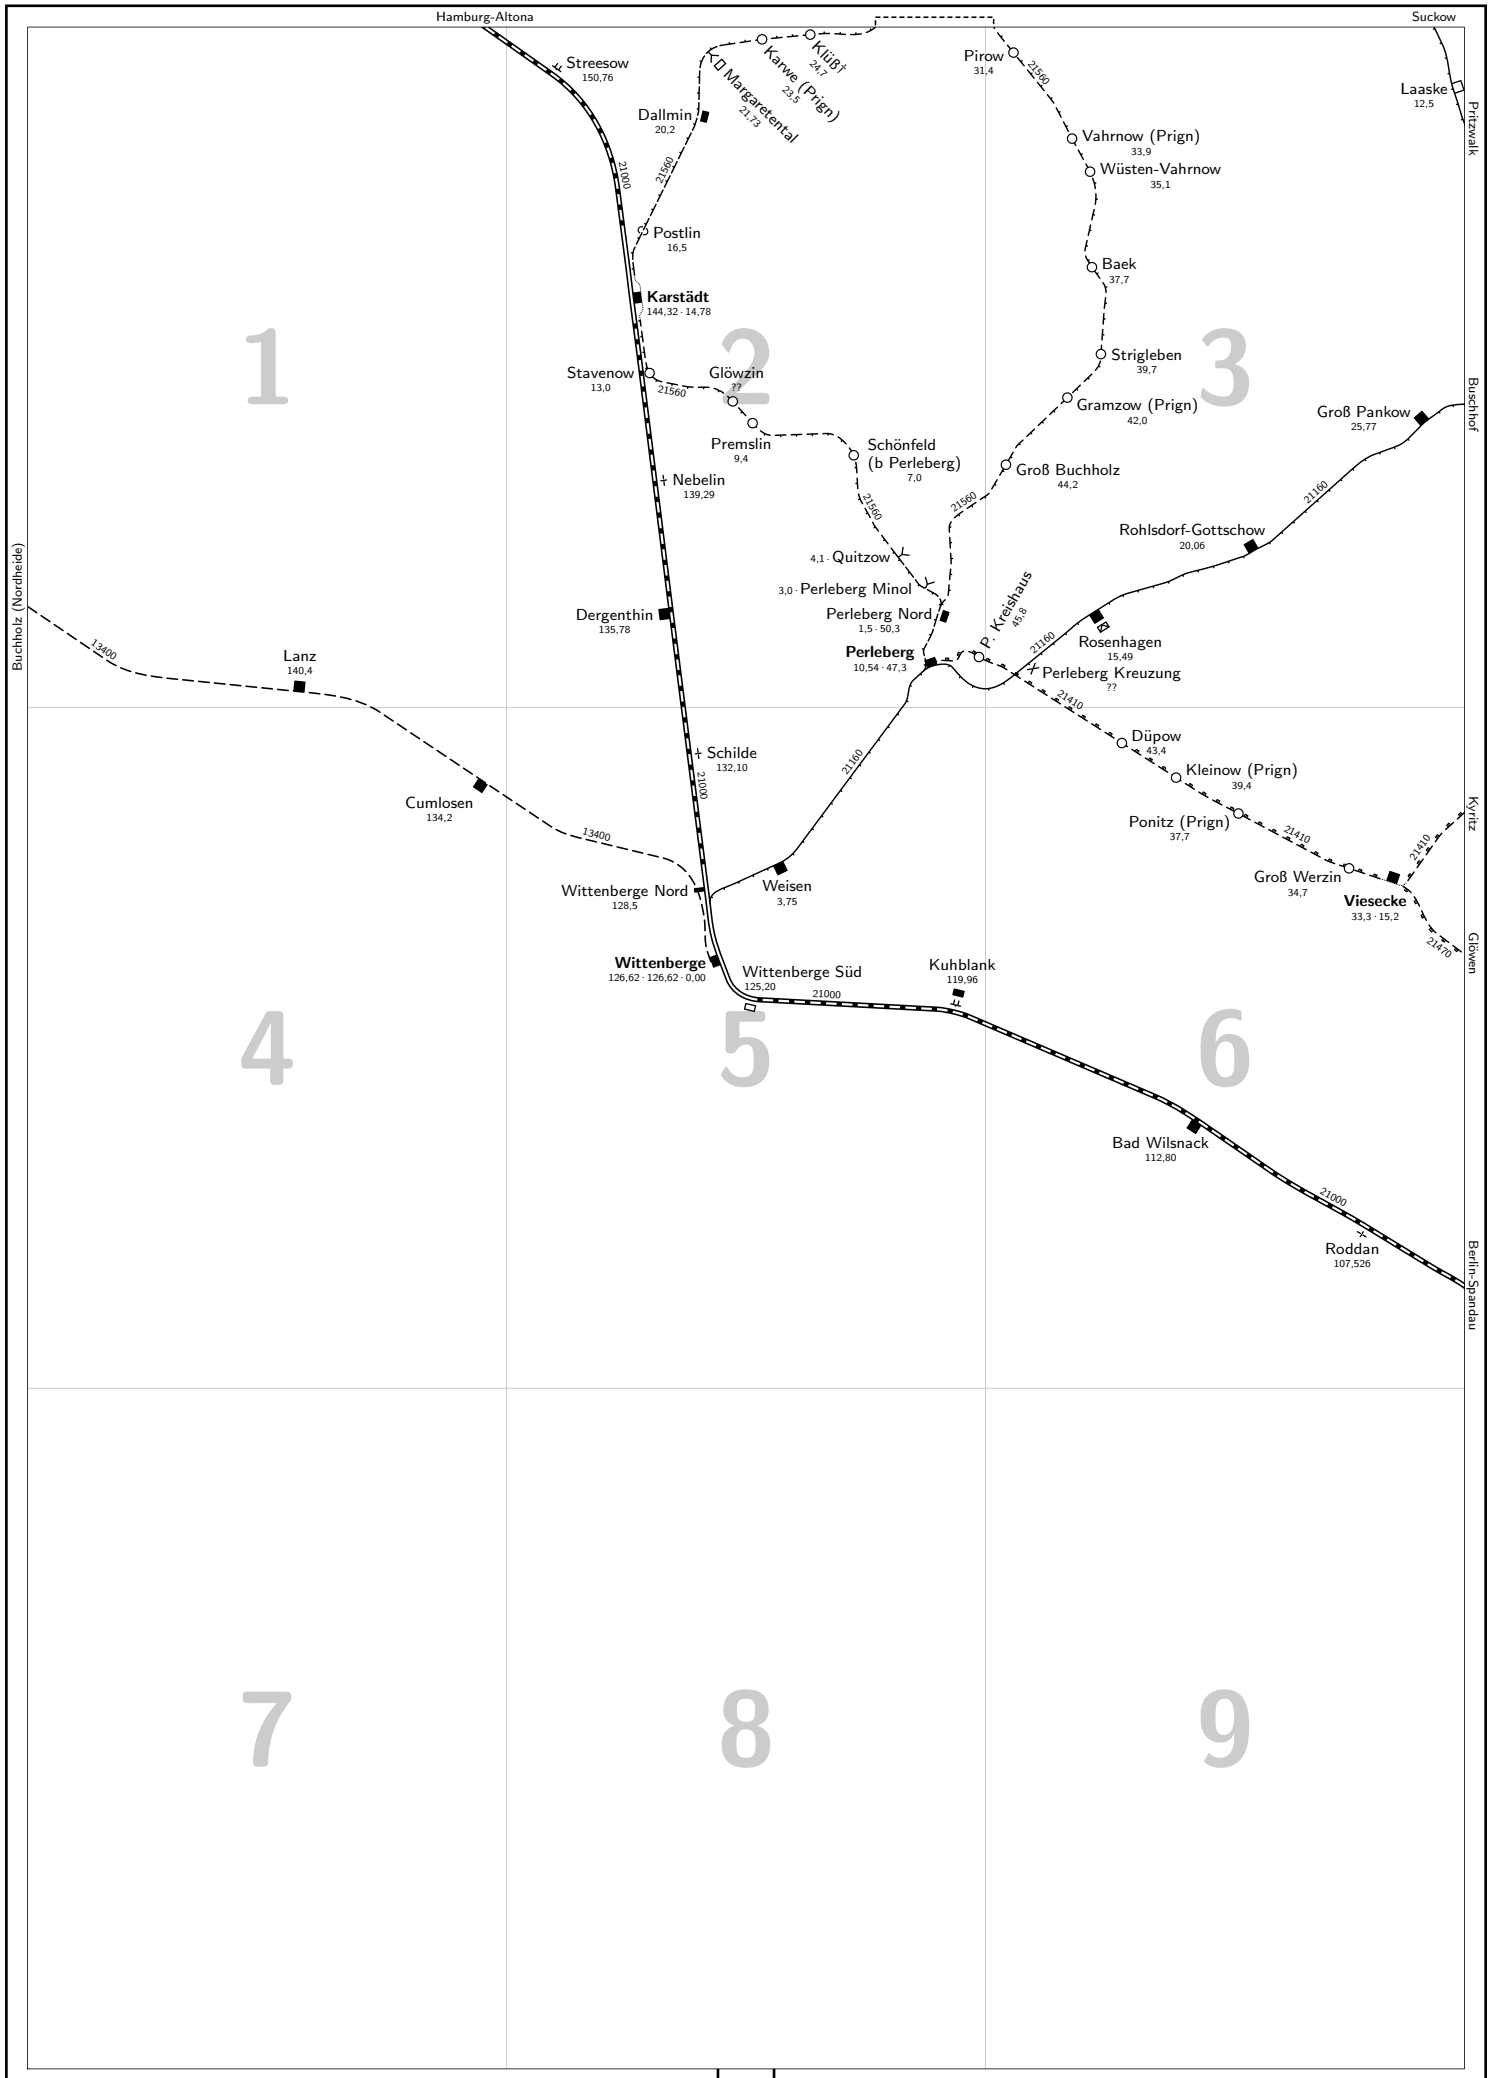 Hamburg-Altona
Suckow
Streesow
150,76
Klüß†
24,7
Karwe (Prign)
23,5
Margaretental
21,73
Pirow
31,4
21560
Laaske
12,5
Pritzwalk
Dallmin
20,2
21560
21000
Vahrnow (Prign)
33,9
Wüsten-Vahrnow
35,1
Postlin
16,5
Baek
37,7
Karstädt
144,32 · 14,78
1
2
3
Strigleben
39,7
Stavenow
13,0
21560
Glöwzin
??
Gramzow (Prign)
42,0
Groß Pankow
25,77
Buschhof
Premslin
9,4
Schönfeld
(b Perleberg)
7,0
Groß Buchholz
44,2
Nebelin
139,29
21560
21560
21160
Rohlsdorf-Gottschow
20,06
4,1 · Quitzow
3,0 · Perleberg Minol
Buchholz (Nordheide)
Dergenthin
135,78
Perleberg Nord
1,5 · 50,3
P. Kreishaus
45,8
21160
Rosenhagen
15,49
Perleberg
10,54 · 47,3
Perleberg Kreuzung
??
13400
Lanz
140,4
21410
Schilde
132,10
21000
21160
Düpow
43,4
Kleinow (Prign)
39,4
Cumlosen
134,2
Ponitz (Prign)
37,7
21410
21410
Kyritz
13400
Wittenberge Nord
128,5
Weisen
3,75
Groß Werzin
34,7
Viesecke
33,3 · 15,2
21470
Glöwen
Wittenberge
126,62 · 126,62 · 0,00
Wittenberge Süd
125,20
21000
Kuhblank
119,96
4
5
6
Bad Wilsnack
112,80
21000
Roddan
107,526
Berlin-Spandau
7
8
9